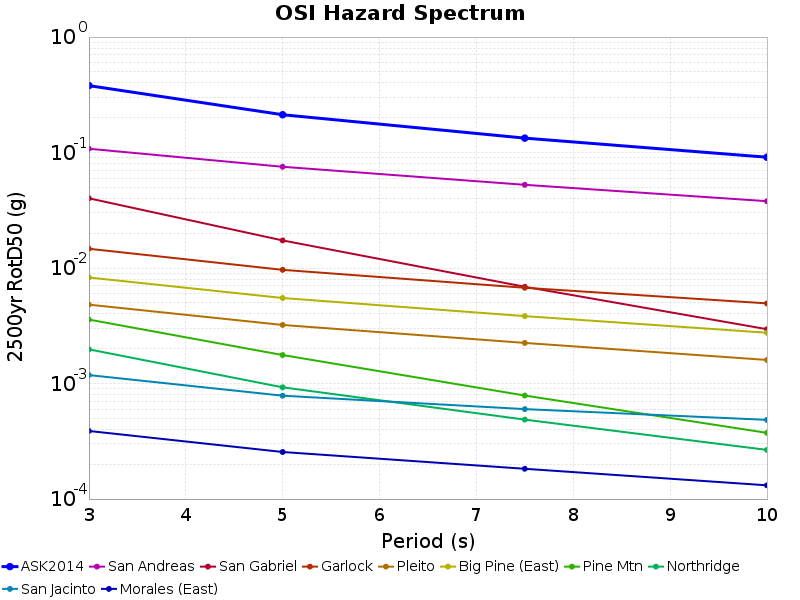 OSI Hazard Spectrum
10^0
10^-1
10^-2
10^-3
10^-4
2500yr RotD50 (g)
3 4 5 6 7 8 9 10
Period (s)
ASK2014 San Andreas San Gabriel Garlock Pleito Big Pine (East) Pine Mtn Northridge
San Jacinto Morales (East)